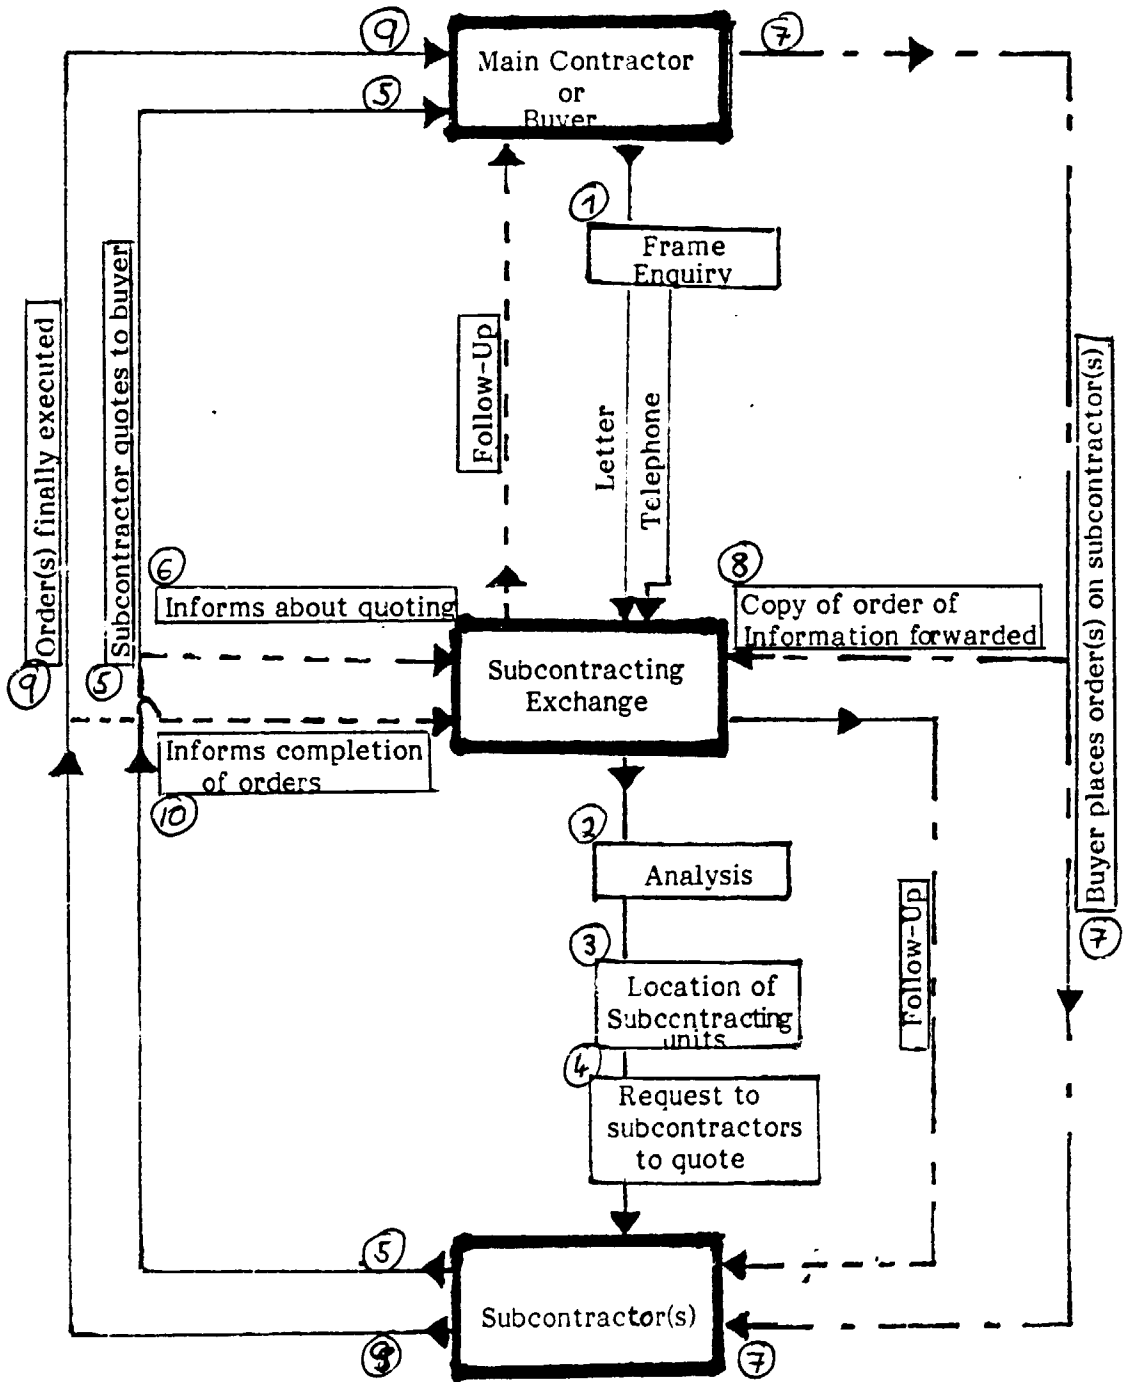 9
7
Main Contractor
or
Buyer
5
1
Frame
Enquiry
Order(s) finally executed
Subcontractor quotes to buyer
Follow-Up
Letter
Telephone
Buyer places order(s) on subcontractor(s)
6
Informs about quoting
8
Copy of order of
Information forwarded
9
5
Subcontracting
Exchange
Informs completion
of orders
10
2
Analysis
3
Location of
Subcontracting
units
Follow-Up
7
4
Request to
subcontractors
to quote
5
Subcontractor(s)
9
7